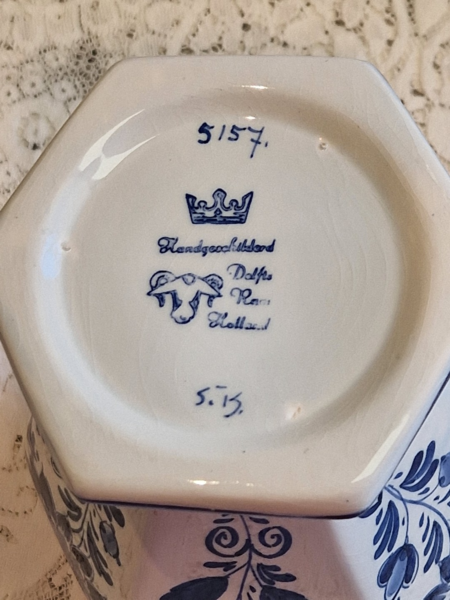 5157.
Handgeschilderd
Delfts
Ram
Holland